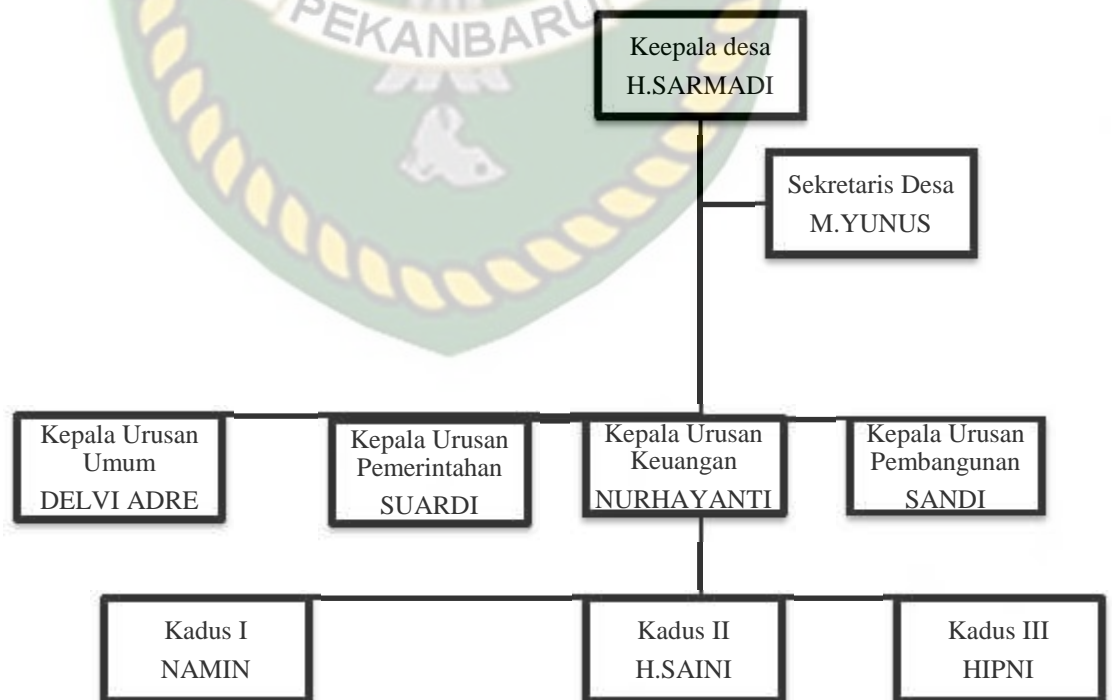 PEKANBARU
Keepala desa
H.SARMADI
Sekretaris Desa
M.YUNUS
Kepala Urusan
Umum
DELVI ADRE
Kepala Urusan
Pemerintahan
SUARDI
Kepala Urusan
Keuangan
NURHAYANTI
Kepala Urusan
Pembangunan
SANDI
Kadus I
NAMIN
Kadus II
H.SAINI
Kadus III
HIPNI